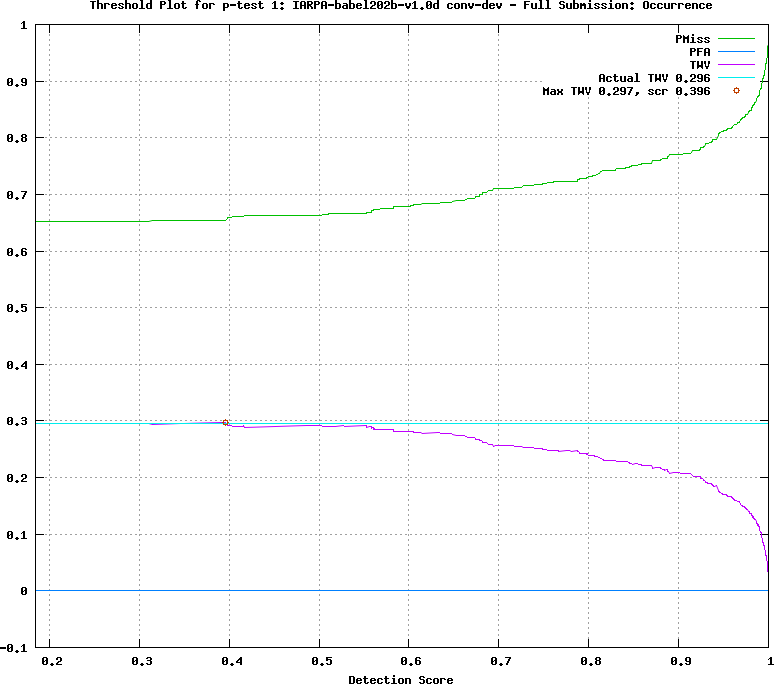 Threshold Plot for p-test 1: IARPA-babel202b-v1.0d conv-dev - Full Submission: Occurrence
PMiss
PFA
TWV
Actual TWV 0.296
Max TWV 0.297, scr 0.396
1
0.9
0.8
0.7
0.6
0.5
0.4
0.3
0.2
0.1
0
-0.1
0.2 0.3 0.4 0.5 0.6 0.7 0.8 0.9 1
Detection Score